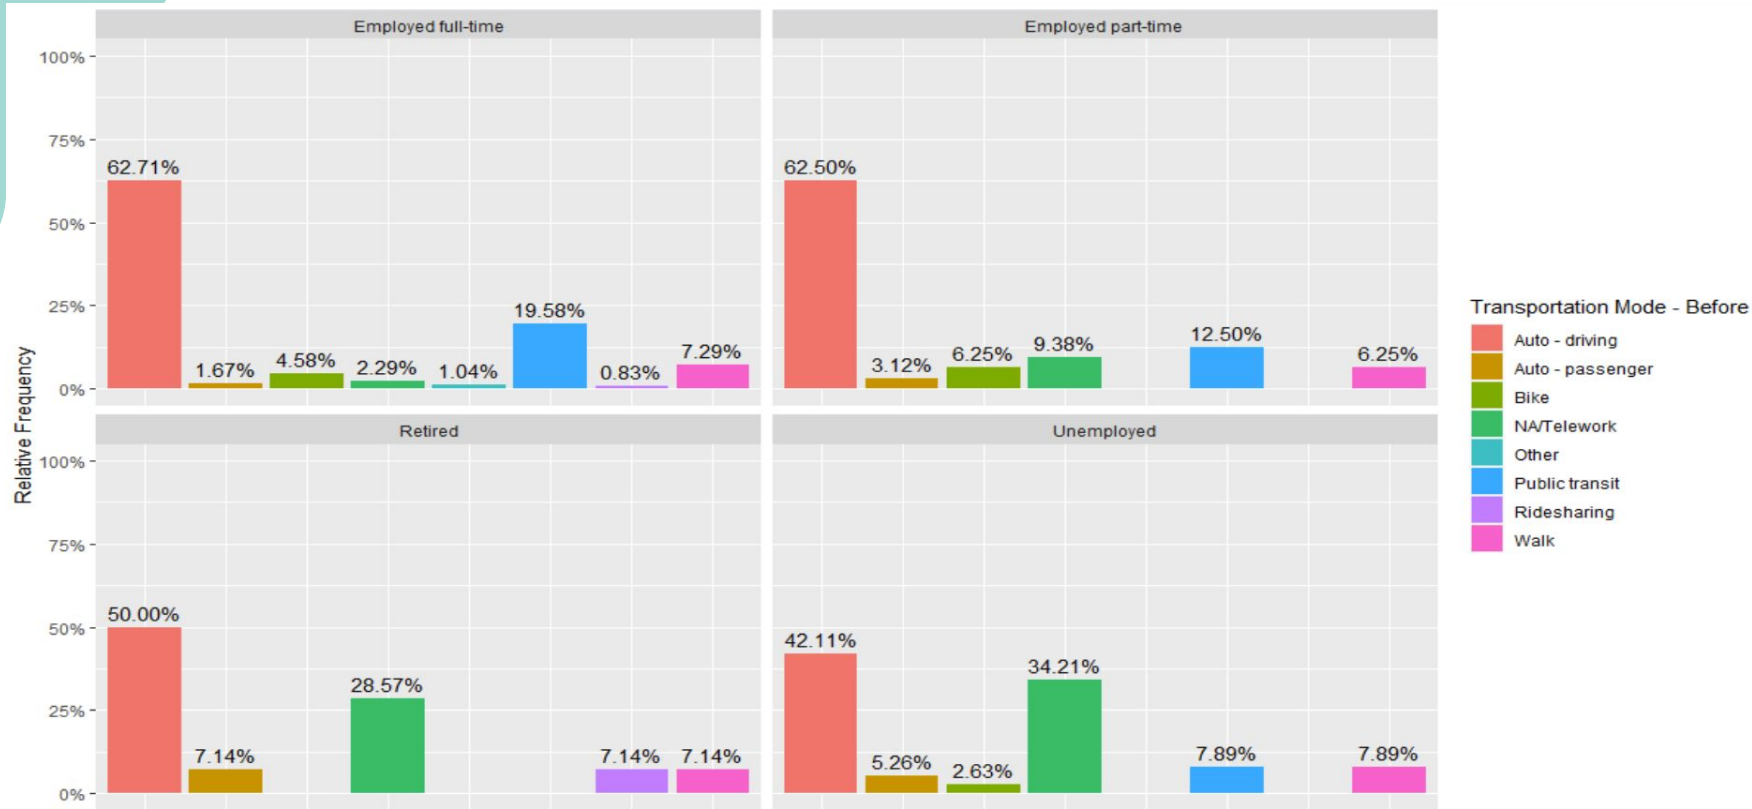 Employed full-time
Employed part-time
100%
75%
50%
25%
0%
62.71%
1.67%
4.58%
2.29%
1.04%
19.58%
0.83%
7.29%
62.50%
3.12%
6.25%
9.38%
12.50%
6.25%
Relative Frequency
Retired
Unemployed
100%
75%
50%
25%
0%
50.00%
7.14%
28.57%
7.14%
7.14%
42.11%
5.26%
2.63%
34.21%
7.89%
7.89%
Transportation Mode - Before
Auto - driving
Auto - passenger
Bike
NA/Telework
Other
Public transit
Ridesharing
Walk